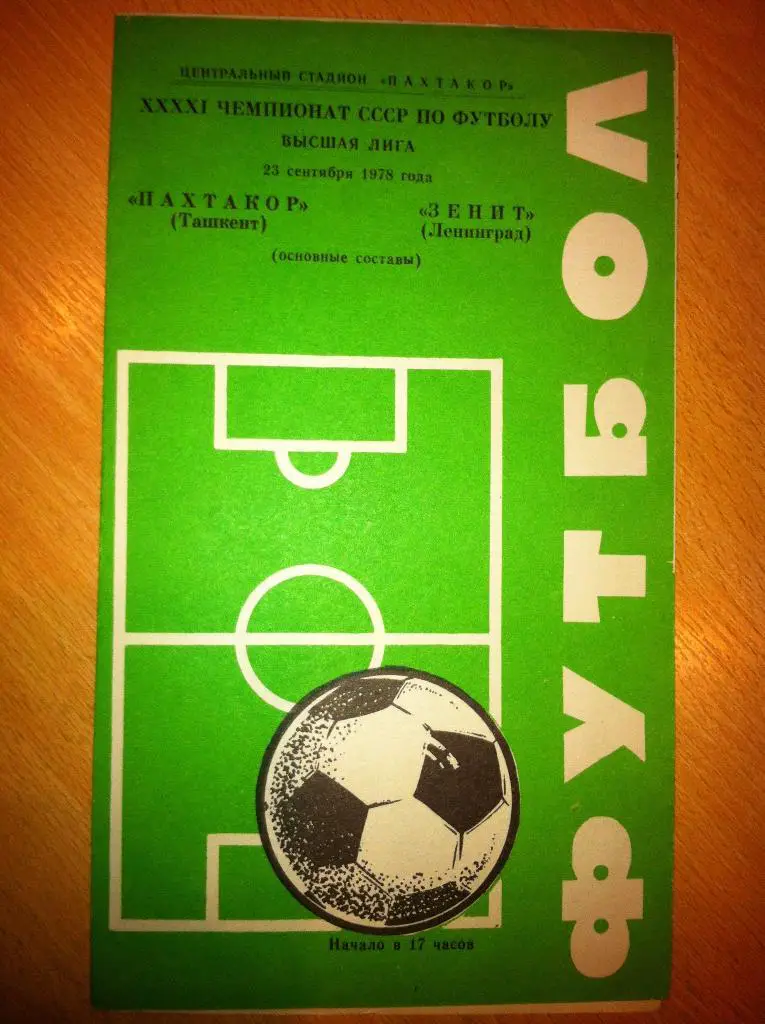 ЦЕНТРАЛЬНЫЙ СТАДИОН «ПАХТАКОР»
XXXXI ЧЕМПИОНАТ СССР ПО ФУТБОЛУ
ВЫСШАЯ ЛИГА
23 сентября 1978 года
«ПАХТАКОР» «ЗЕНИТ»
(Ташкент) (Ленинград)
(основные составы)
ФУТБОЛ
Начало в 17 часов